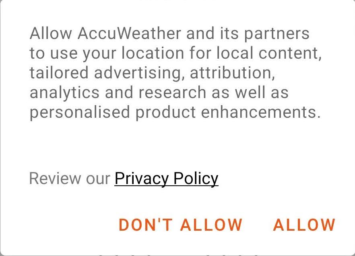 Allow AccuWeather and its partners
to use your location for local content,
tailored advertising, attribution,
analytics and research as well as
personalised product enhancements.
Review our Privacy Policy
DON'T ALLOW ALLOW